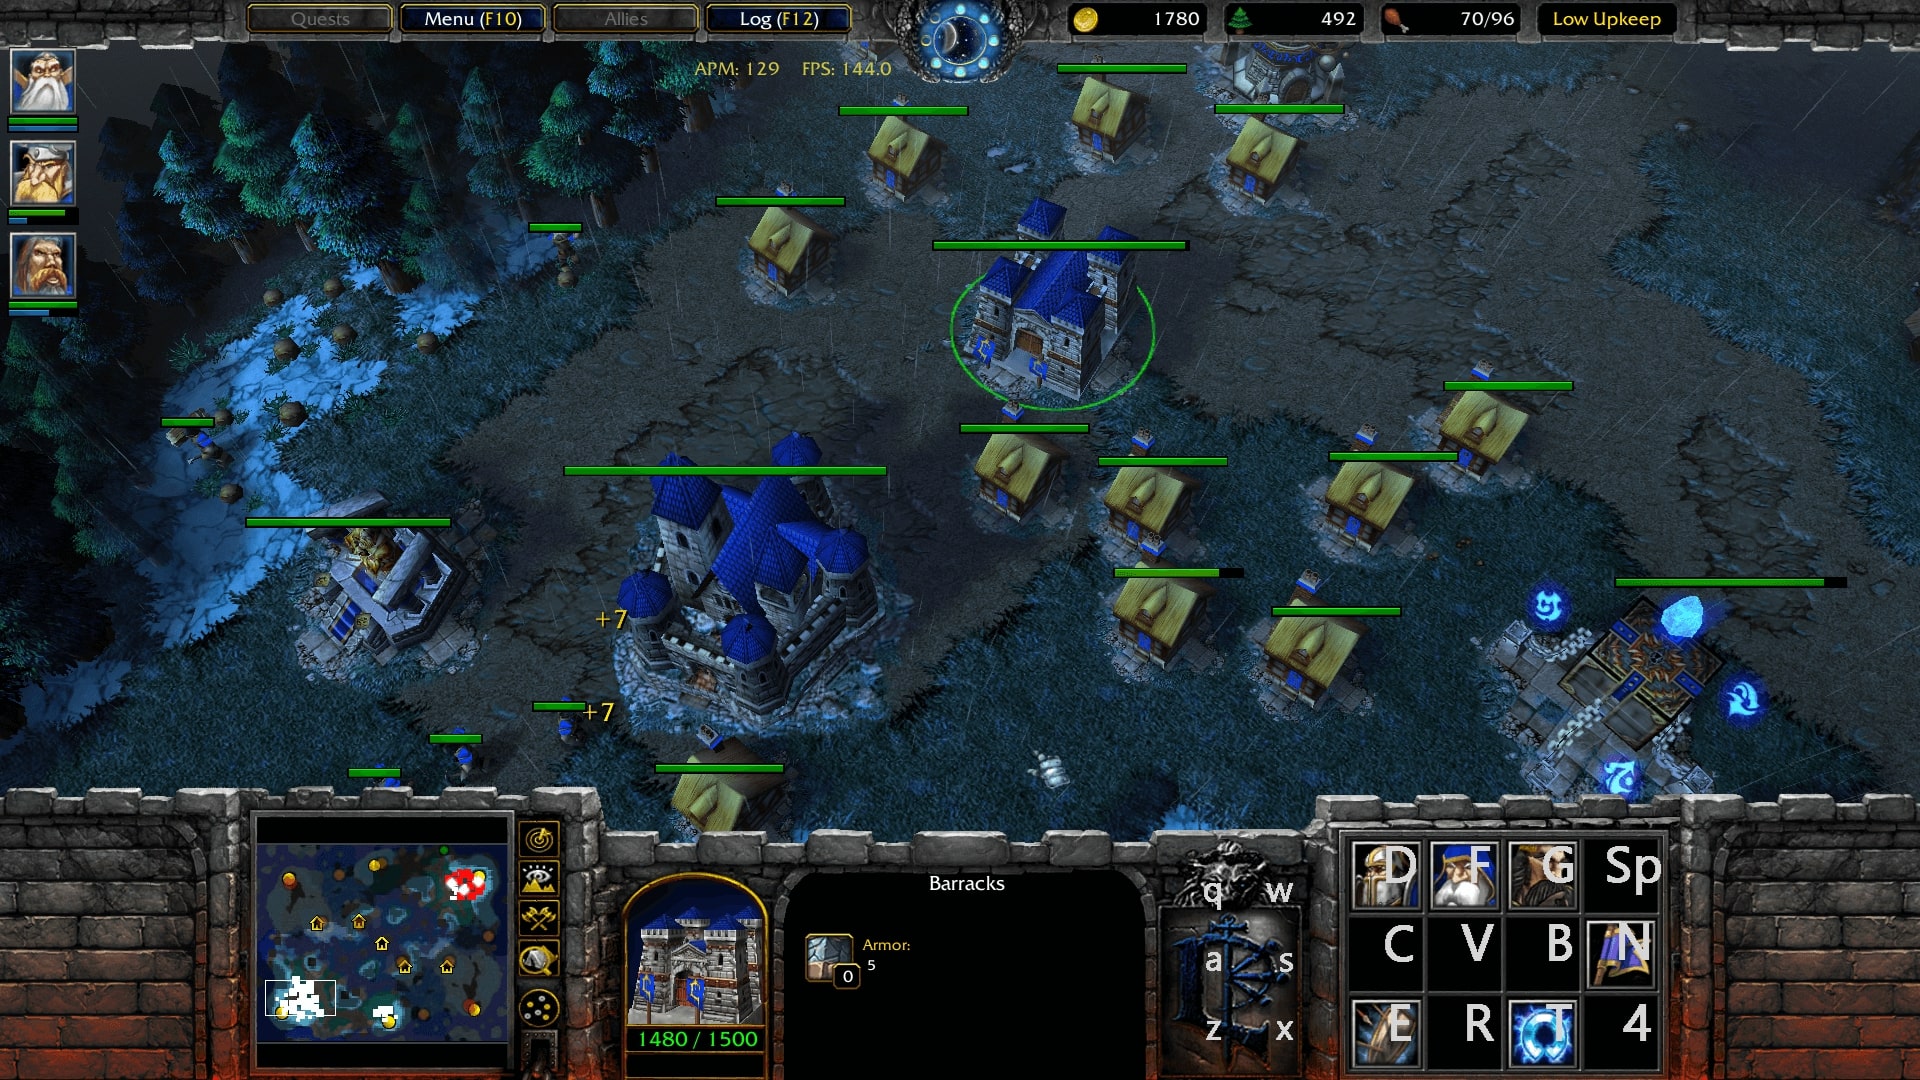 Quests Menu (F10) Allies Log (F12) 1780 492 70/96 Low Upkeep
APM: 129 FPS: 144.0
+7
+7
Barracks
Armor:
5
0
1480 / 1500
q w
a s
z x
D F G Sp
C V B N
E R T 4